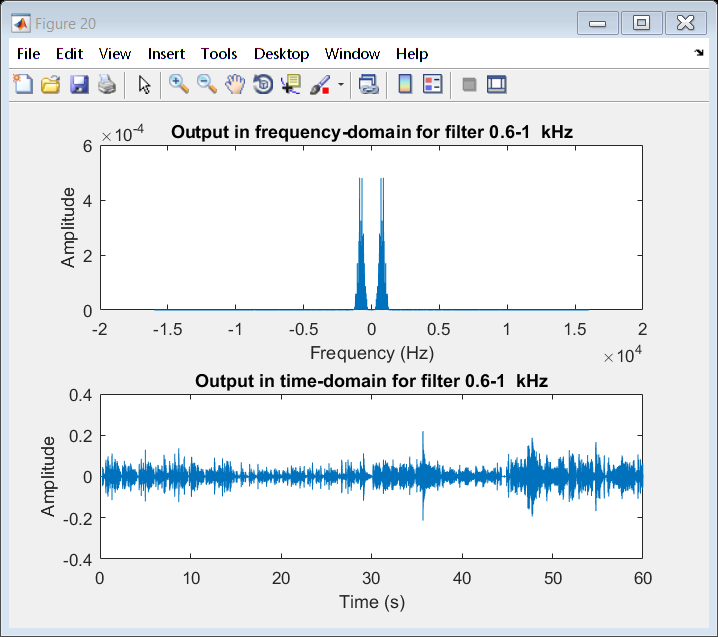 Figure 20
File Edit View Insert Tools Desktop Window Help
×10^-4
Output in frequency-domain for filter 0.6-1  kHz
6
4
2
0
Amplitude
-2 -1.5 -1 -0.5 0 0.5 1 1.5 2
Frequency (Hz)
×10^4
Output in time-domain for filter 0.6-1  kHz
0.4
0.2
0
-0.2
-0.4
Amplitude
0 10 20 30 40 50 60
Time (s)